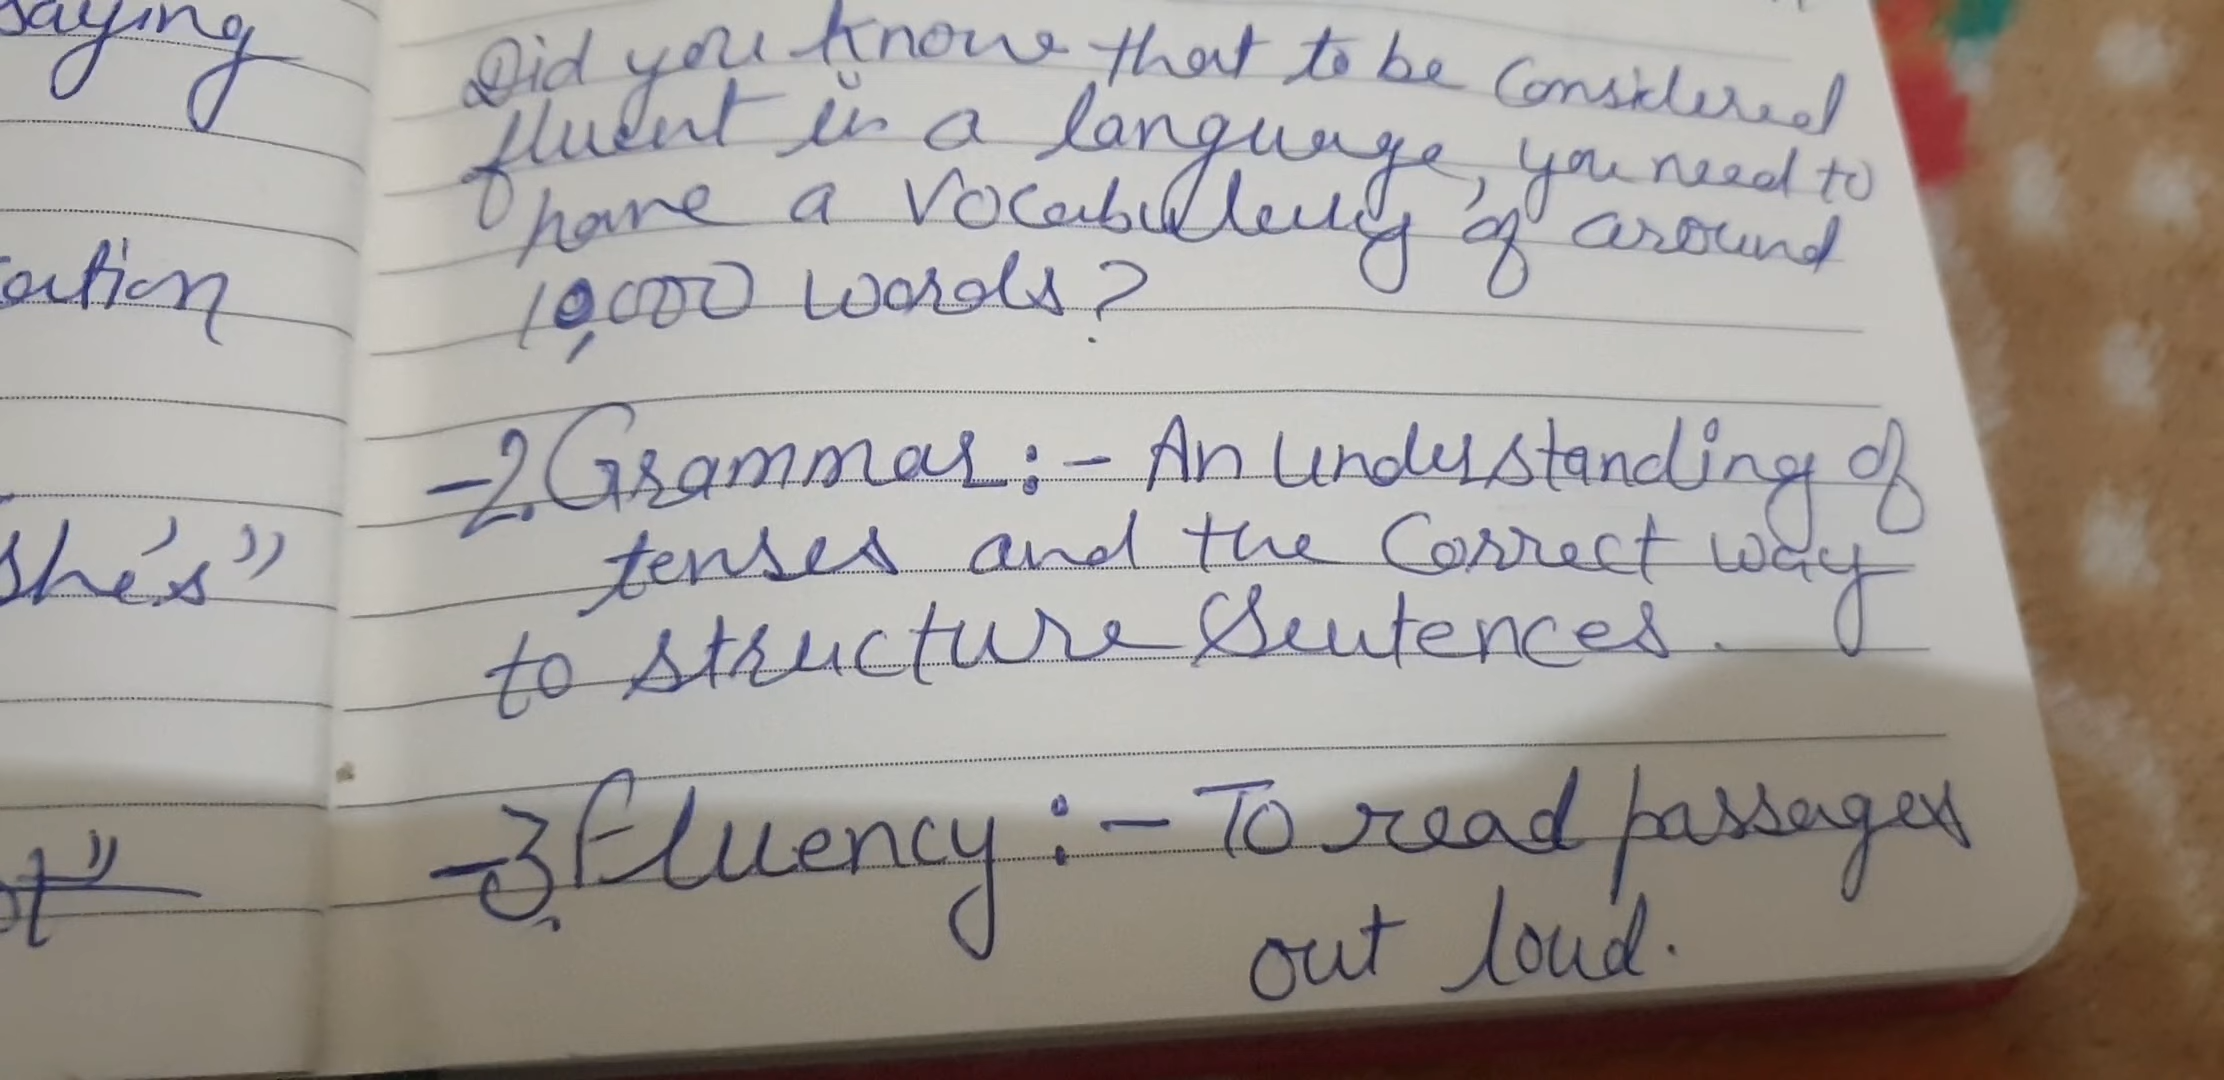 saying
ation
she's"
t"
Did you know that to be Considered
fluent in a language, you need to
have a vocabullery of around
10,000 words?
-2. Grammar:- An Understanding of
tenses and the Correct way
to structure Sentences.
-3. Fluency:- To read passages
out loud.